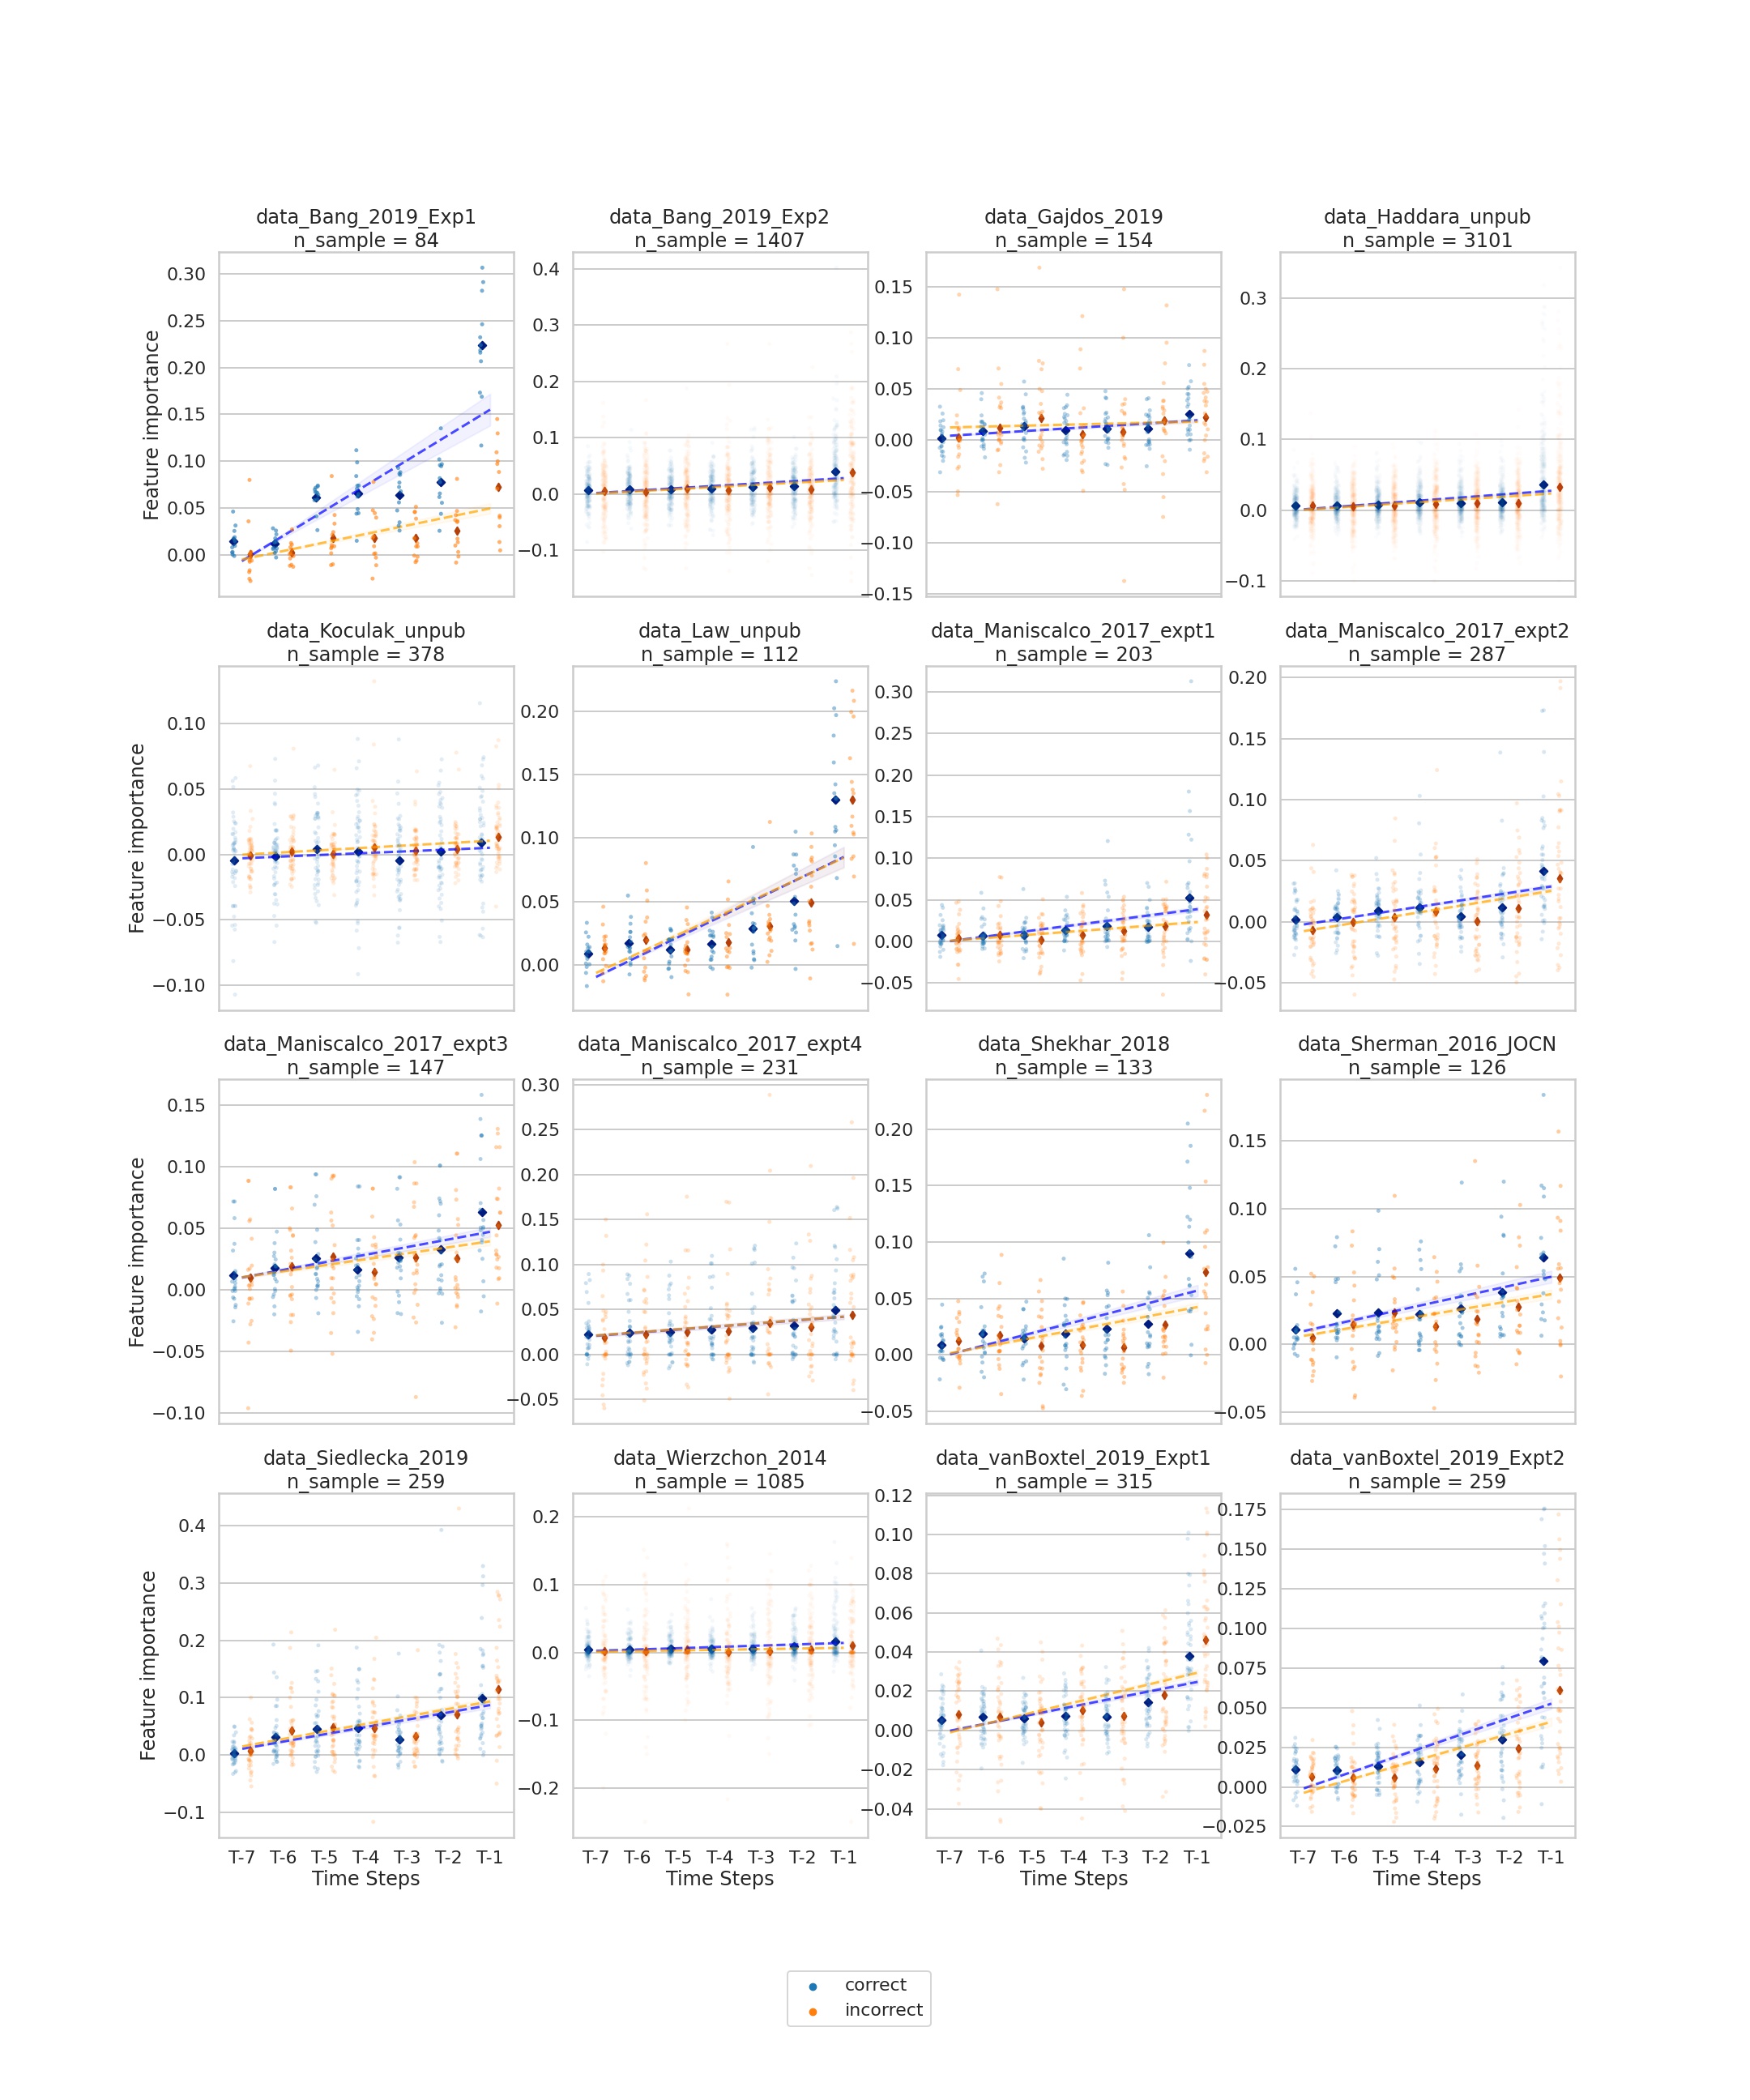 data_Bang_2019_Exp1
n_sample = 84
data_Bang_2019_Exp2
n_sample = 1407
data_Gajdos_2019
n_sample = 154
data_Haddara_unpub
n_sample = 3101
Feature importance
0.30
0.25
0.20
0.15
0.10
0.05
0.00
0.4
0.3
0.2
0.1
0.0
−0.1
0.15
0.10
0.05
0.00
−0.05
−0.10
−0.15
0.3
0.2
0.1
0.0
−0.1
data_Koculak_unpub
n_sample = 378
data_Law_unpub
n_sample = 112
data_Maniscalco_2017_expt1
n_sample = 203
data_Maniscalco_2017_expt2
n_sample = 287
Feature importance
0.10
0.05
0.00
−0.05
−0.10
0.20
0.15
0.10
0.05
0.00
0.30
0.25
0.20
0.15
0.10
0.05
0.00
−0.05
0.20
0.15
0.10
0.05
0.00
−0.05
data_Maniscalco_2017_expt3
n_sample = 147
data_Maniscalco_2017_expt4
n_sample = 231
data_Shekhar_2018
n_sample = 133
data_Sherman_2016_JOCN
n_sample = 126
Feature importance
0.15
0.10
0.05
0.00
−0.05
−0.10
0.30
0.25
0.20
0.15
0.10
0.05
0.00
−0.05
0.20
0.15
0.10
0.05
0.00
−0.05
0.15
0.10
0.05
0.00
−0.05
data_Siedlecka_2019
n_sample = 259
data_Wierzchon_2014
n_sample = 1085
data_vanBoxtel_2019_Expt1
n_sample = 315
data_vanBoxtel_2019_Expt2
n_sample = 259
Feature importance
0.4
0.3
0.2
0.1
0.0
−0.1
0.2
0.1
0.0
−0.1
−0.2
0.12
0.10
0.08
0.06
0.04
0.02
0.00
−0.02
−0.04
0.175
0.150
0.125
0.100
0.075
0.050
0.025
0.000
−0.025
T-7 T-6 T-5 T-4 T-3 T-2 T-1
Time Steps
T-7 T-6 T-5 T-4 T-3 T-2 T-1
Time Steps
T-7 T-6 T-5 T-4 T-3 T-2 T-1
Time Steps
T-7 T-6 T-5 T-4 T-3 T-2 T-1
Time Steps
correct
incorrect